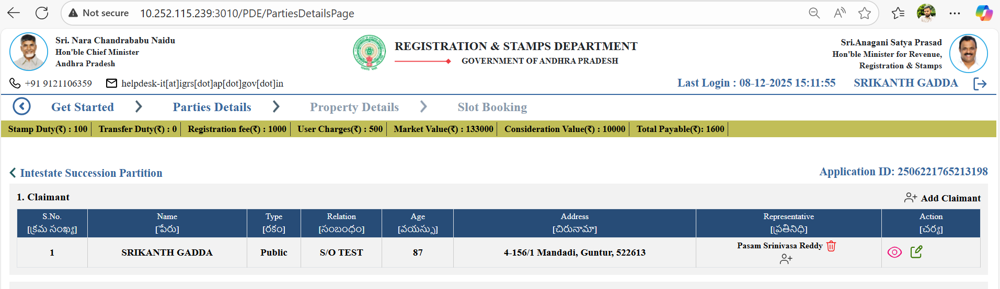 Not secure 10.252.115.239:3010/PDE/PartiesDetailsPage
Sri. Nara Chandrababu Naidu
Hon'ble Chief Minister
Andhra Pradesh
REGISTRATION & STAMPS DEPARTMENT
GOVERNMENT OF ANDHRA PRADESH
Sri.Anagani Satya Prasad
Hon'ble Minister for Revenue,
Registration & Stamps
+91 9121106359 helpdesk-it[at]igrs[dot]ap[dot]gov[dot]in
Last Login : 08-12-2025 15:11:55 SRIKANTH GADDA
Get Started Parties Details Property Details Slot Booking
Stamp Duty(₹) : 100 Transfer Duty(₹) : 0 Registration fee(₹) : 1000 User Charges(₹) : 500 Market Value(₹) : 133000 Consideration Value(₹) : 10000 Total Payable(₹): 1600
Intestate Succession Partition Application ID: 2506221765213198
1. Claimant Add Claimant
S.No. Name Type Relation Age Address Representative Action
[క్రమ సంఖ్య] [పేరు] [రకం] [సంబంధం] [వయస్సు] [చిరునామా] [ప్రతినిధి] [చర్య]
1 SRIKANTH GADDA Public S/O TEST 87 4-156/1 Mandadi, Guntur, 522613 Pasam Srinivasa Reddy